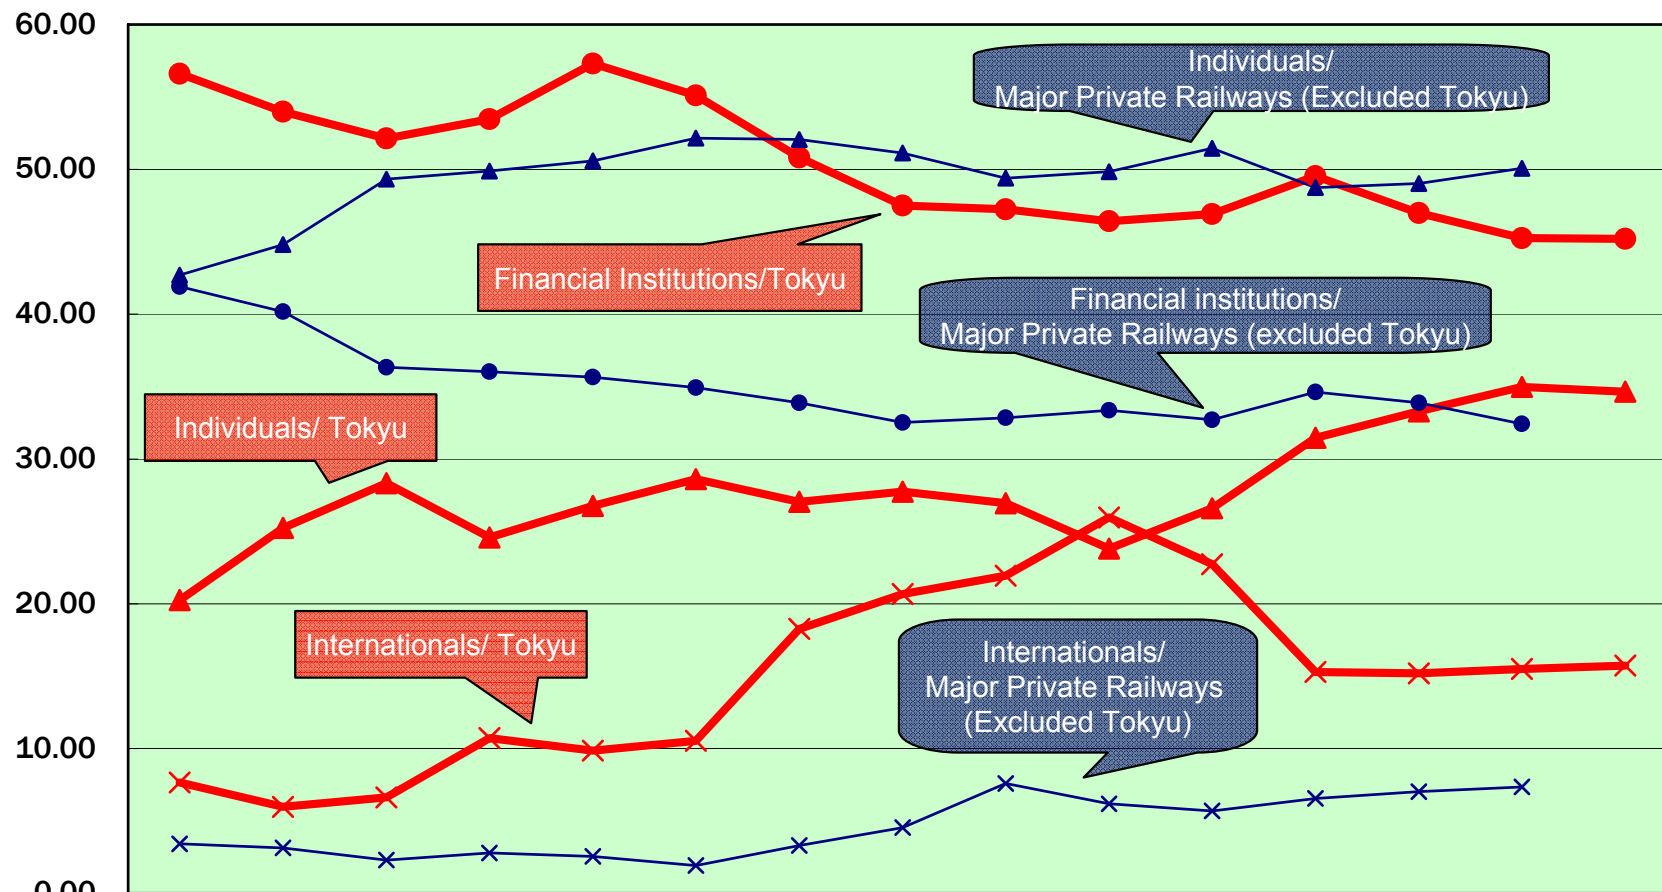 60.00
50.00
40.00
30.00
20.00
10.00
0.00
Individuals/
Major Private Railways (Excluded Tokyu)
Financial Institutions/Tokyu
Financial institutions/
Major Private Railways (excluded Tokyu)
Individuals/ Tokyu
Internationals/ Tokyu
Internationals/
Major Private Railways
(Excluded Tokyu)